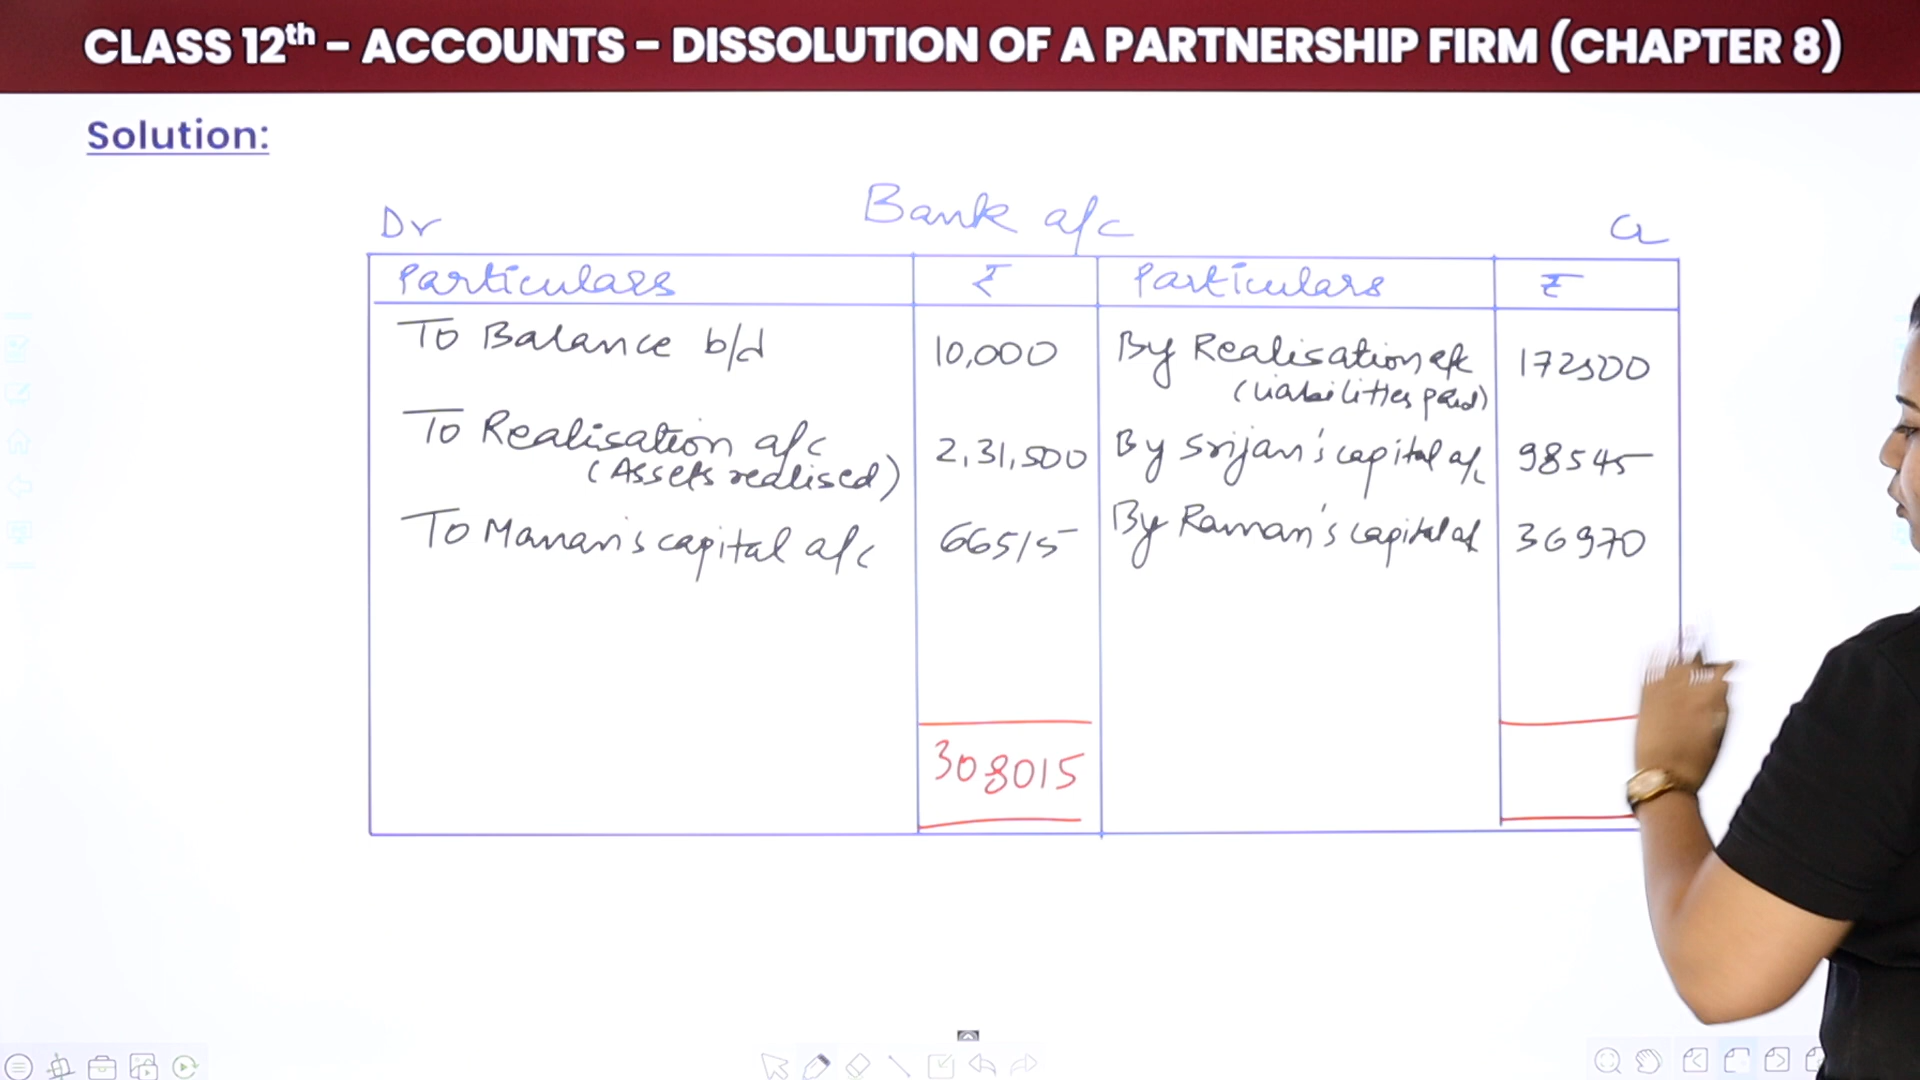 CLASS 12th - ACCOUNTS - DISSOLUTION OF A PARTNERSHIP FIRM (CHAPTER 8)
Solution:
Dr Bank a/c Cr
Particulars ₹ Particulars ₹
To Balance b/d 10,000 By Realisation a/c 172500
(liabilities paid)
To Realisation a/c 2,31,500 By Srijan's capital a/c 98545
(Assets realised)
To Manan's capital a/c 66515 By Raman's capital a/c 36970
308015